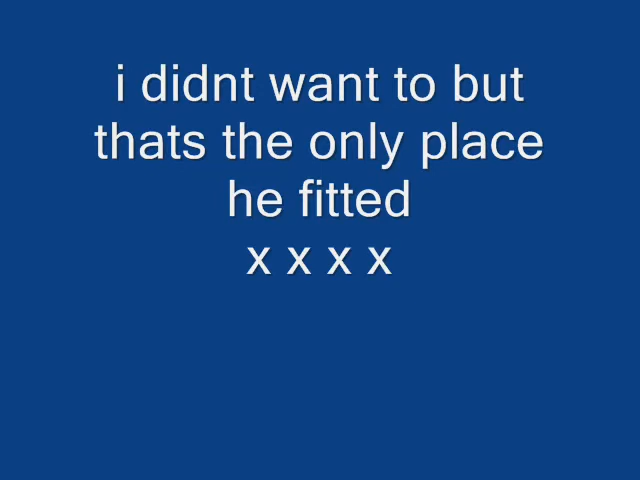 i didnt want to but
thats the only place
he fitted
x x x x